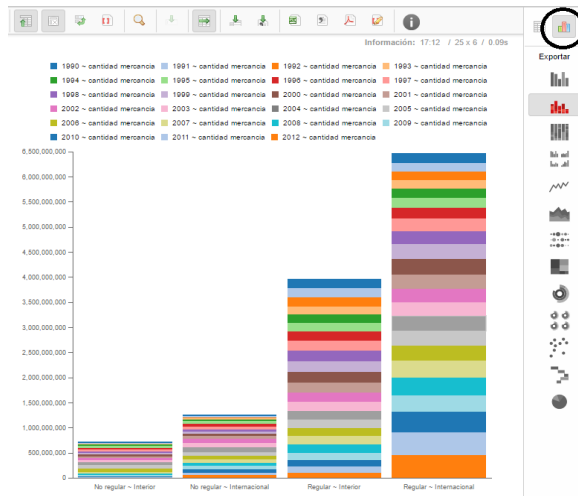 Información: 17:12 / 25 x 6 / 0.09s
Exportar
1990 ~ cantidad mercancia 1991 ~ cantidad mercancia 1992 ~ cantidad mercancia 1993 ~ cantidad mercancia
1994 ~ cantidad mercancia 1995 ~ cantidad mercancia 1996 ~ cantidad mercancia 1997 ~ cantidad mercancia
1998 ~ cantidad mercancia 1999 ~ cantidad mercancia 2000 ~ cantidad mercancia 2001 ~ cantidad mercancia
2002 ~ cantidad mercancia 2003 ~ cantidad mercancia 2004 ~ cantidad mercancia 2005 ~ cantidad mercancia
2006 ~ cantidad mercancia 2007 ~ cantidad mercancia 2008 ~ cantidad mercancia 2009 ~ cantidad mercancia
2010 ~ cantidad mercancia 2011 ~ cantidad mercancia 2012 ~ cantidad mercancia
6,500,000,000
6,000,000,000
5,500,000,000
5,000,000,000
4,500,000,000
4,000,000,000
3,500,000,000
3,000,000,000
2,500,000,000
2,000,000,000
1,500,000,000
1,000,000,000
500,000,000
0
No regular ~ Interior No regular ~ Internacional Regular ~ Interior Regular ~ Internacional